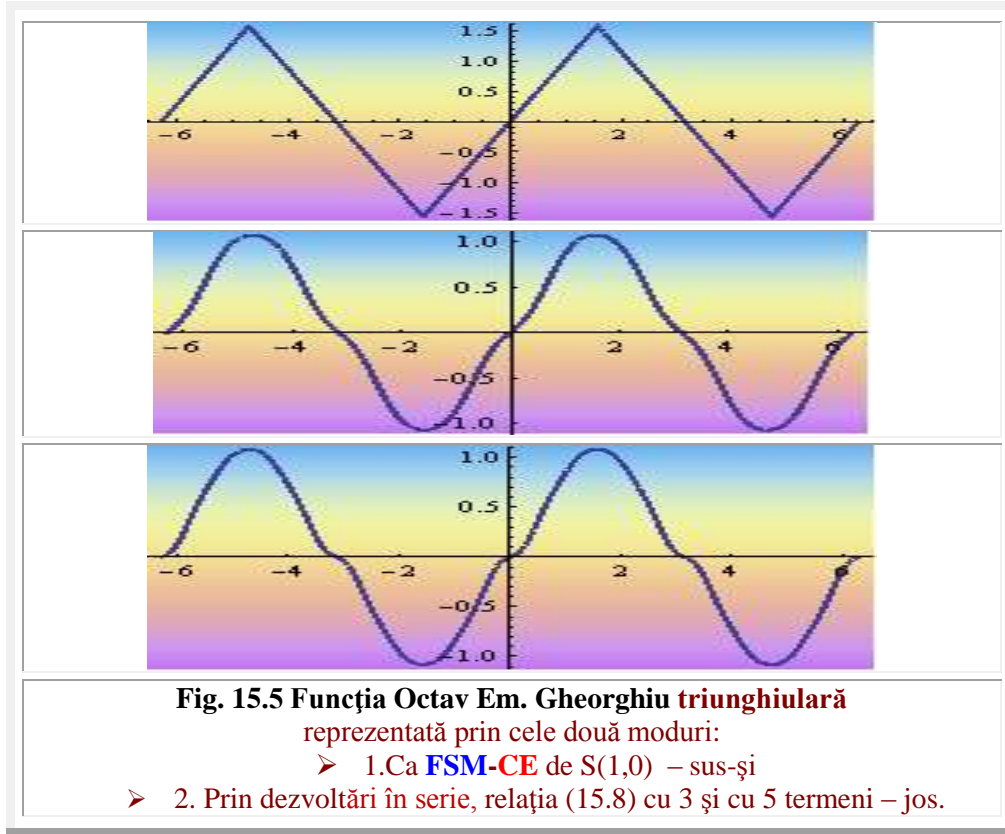 1.5
1.0
0.5
−6 −4 −2 2 4 6
−0.5
−1.0
−1.5
1.0
0.5
−6 −4 −2 2 4 6
−0.5
−1.0
1.0
0.5
−6 −4 −2 2 4 6
−0.5
−1.0
Fig. 15.5 Funcţia Octav Em. Gheorghiu triunghiulară
reprezentată prin cele două moduri:
➢ 1.Ca FSM-CE de S(1,0) – sus-şi
➢ 2. Prin dezvoltări în serie, relaţia (15.8) cu 3 şi cu 5 termeni – jos.